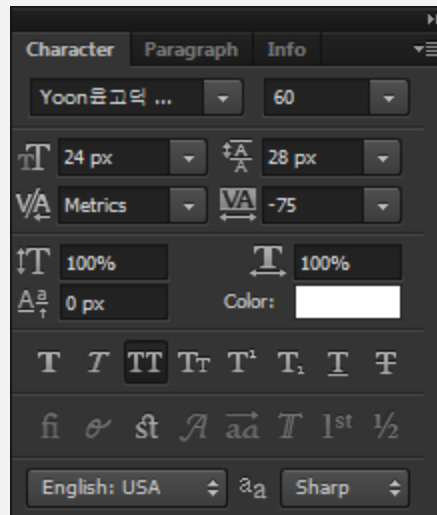 Character Paragraph Info
Yoon윤고딕 ... 60
24 px 28 px
Metrics -75
100% 100%
0 px Color:
T T TT Tт T¹ T₁ T T
fi st A aa T 1st ½
English: USA aa Sharp